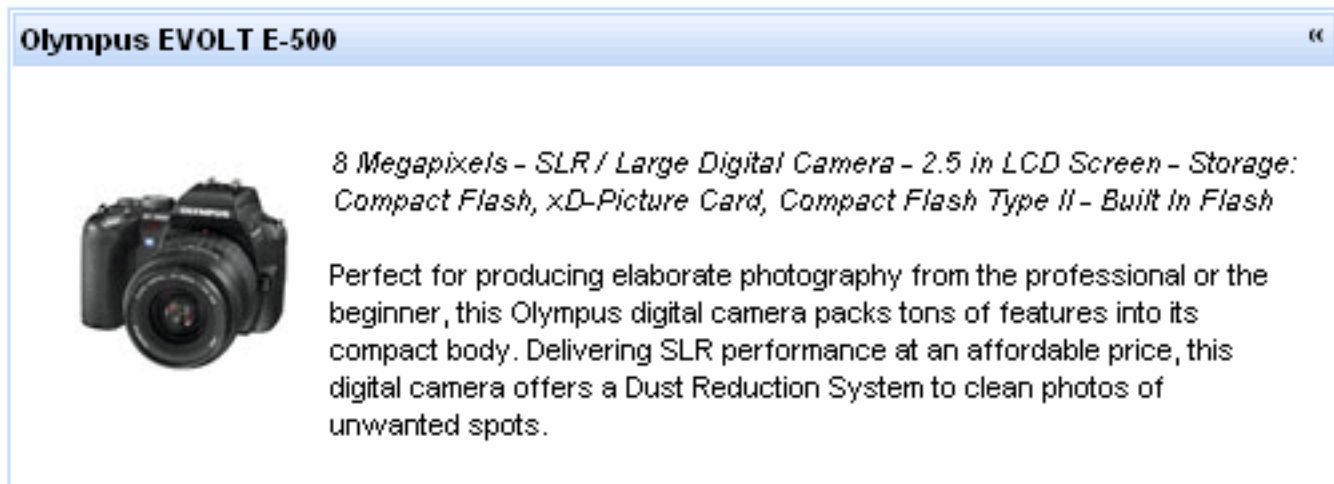 Olympus EVOLT E-500 «
8 Megapixels - SLR / Large Digital Camera - 2.5 in LCD Screen - Storage:
Compact Flash, xD-Picture Card, Compact Flash Type II - Built In Flash
Perfect for producing elaborate photography from the professional or the
beginner, this Olympus digital camera packs tons of features into its
compact body. Delivering SLR performance at an affordable price, this
digital camera offers a Dust Reduction System to clean photos of
unwanted spots.
OLYMPUS